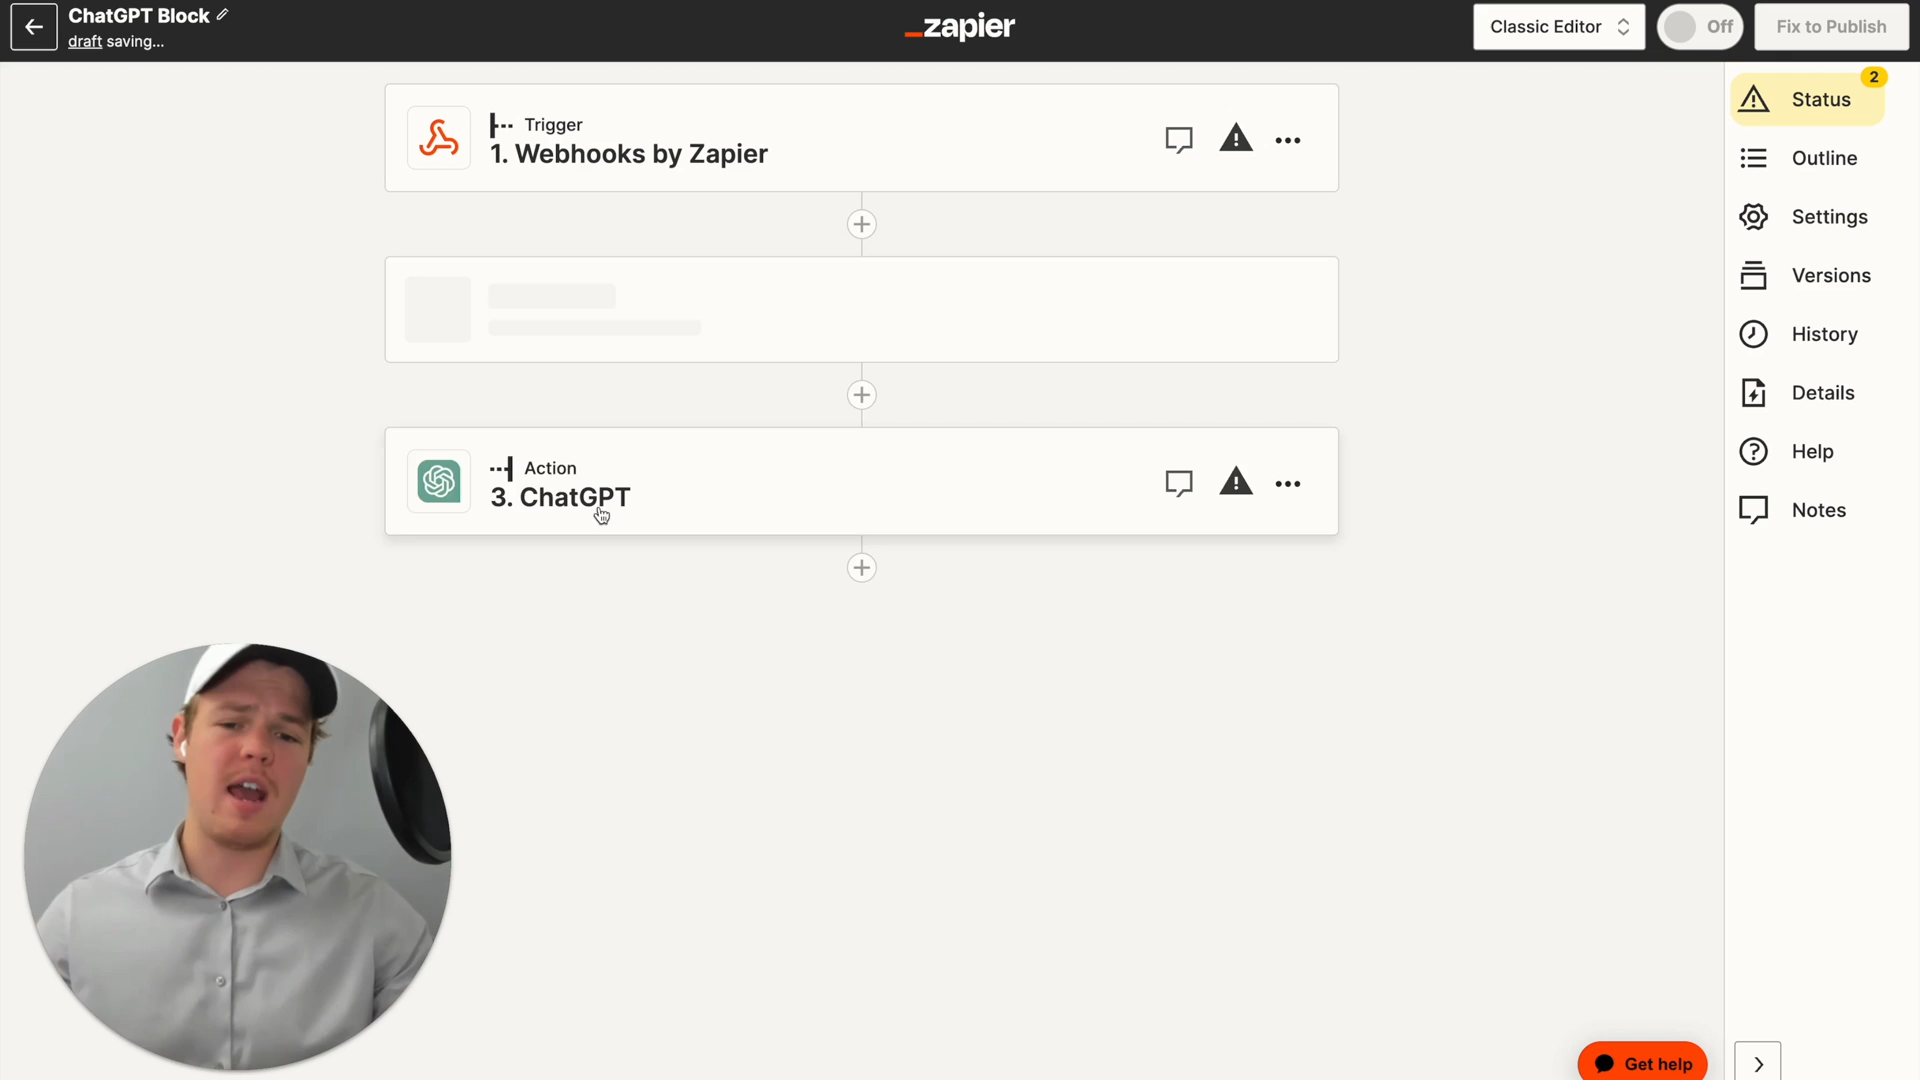 ChatGPT Block
draft saving...
zapier
Classic Editor
Off
Fix to Publish
Trigger
1. Webhooks by Zapier
Action
3. ChatGPT
2
Status
Outline
Settings
Versions
History
Details
Help
Notes
Get help